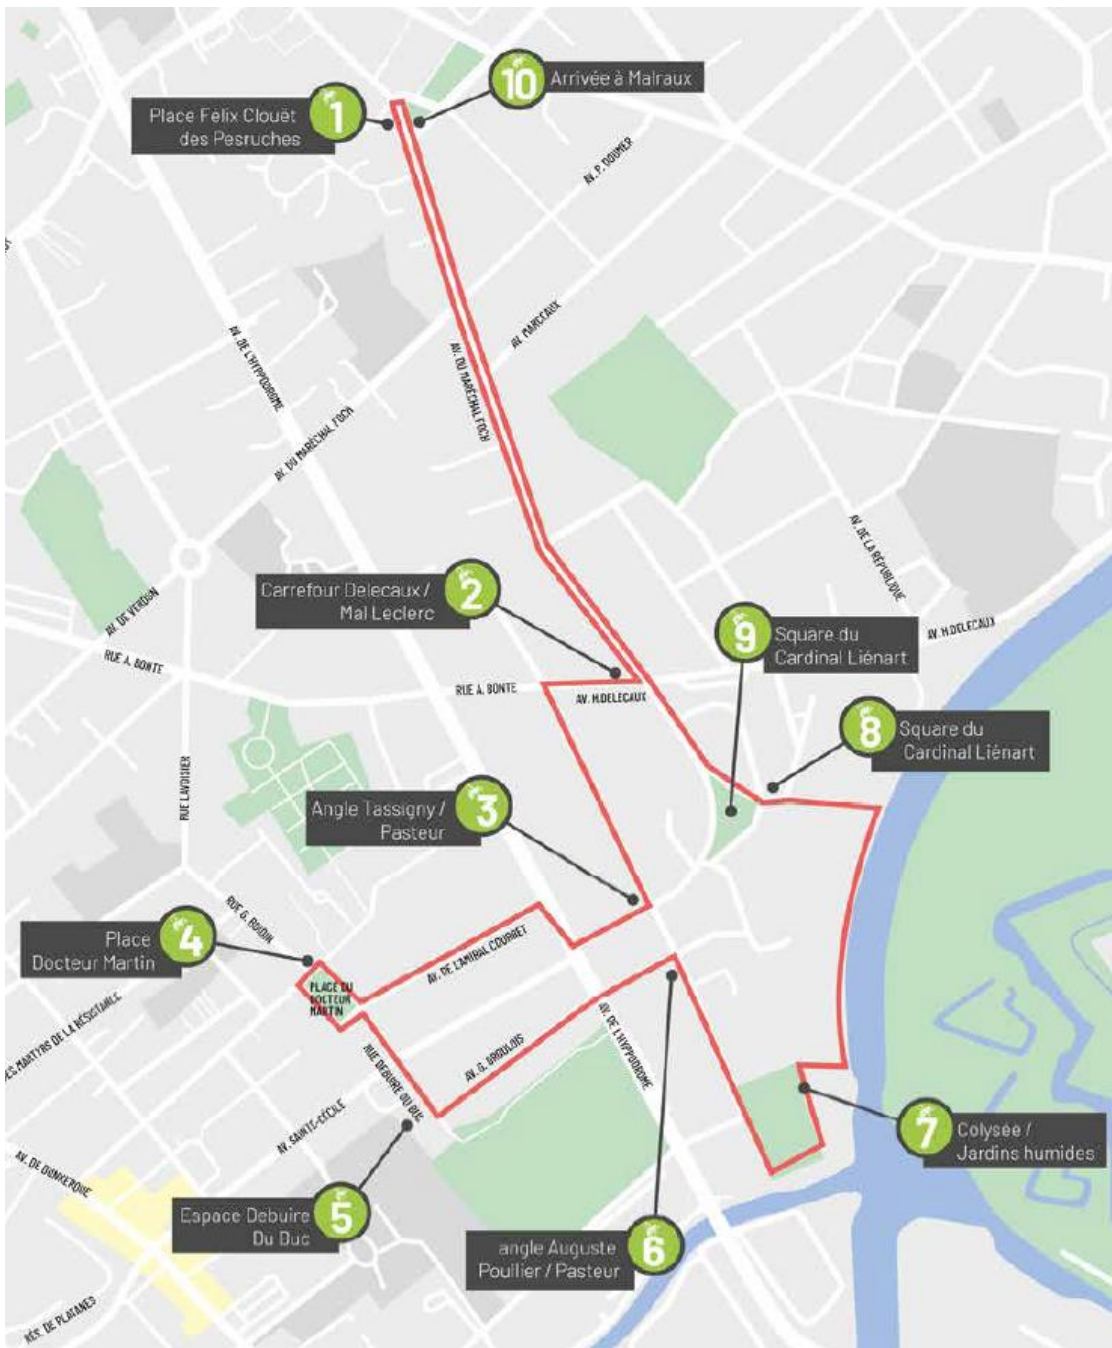 10
Arrivée à Malraux
1
Place Félix Clouët
des Pesruches
AV. P. DOUMER
AV. MARCEAUX
AV. DE L'HYPPODROME
AV. DU MARÉCHAL FOCH
AV. DU MARÉCHAL FOCH
AV. DE LA RÉPUBLIQUE
2
Carrefour Delecaux /
Mal Leclerc
AV. DE VERDUN
9
Square du
Cardinal Liénart
AV. H.DELECAUX
RUE A. BONTE
RUE A. BONTE
AV. H.DELECAUX
8
Square du
Cardinal Liénart
RUE LAVOISIER
3
Angle Tassigny /
Pasteur
RUE G. BOIDIN
4
Place
Docteur Martin
AV. DE L'AMIRAL COURBET
PLACE DU
DOCTEUR
MARTIN
ES MARTYRS DE LA RÉSISTANCE
AV. DE L'HYPPODROME
RUE DEBUIRE DU BUC
AV. G.
AV. SAINTE-CÉCILE
7
Colysée /
Jardins humides
AV. DE DUNKERQUE
5
Espace Debuire
Du Buc
6
angle Auguste
Poullier / Pasteur
RÉS. DE PLATANES